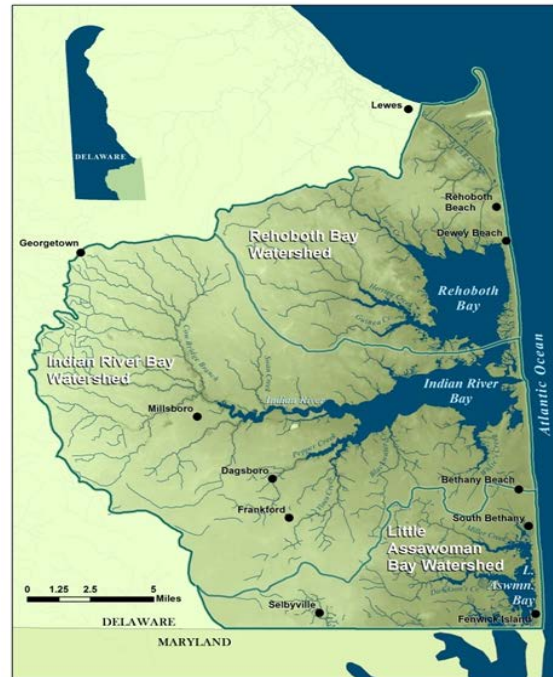 Lewes
DELAWARE
Rehoboth
Beach
Georgetown
Dewey Beach
Rehoboth Bay
Watershed
Rehoboth
Bay
Indian River Bay
Watershed
Indian River
Bay
Atlantic Ocean
Indian River
Millsboro
Pepper Creek
Dagsboro
Bethany Beach
Frankford
South Bethany
Little
Assawoman
Bay Watershed
L.
Aswmn.
Bay
0 1.25 2.5 5
Miles
Selbyville
Fenwick Island
DELAWARE
MARYLAND